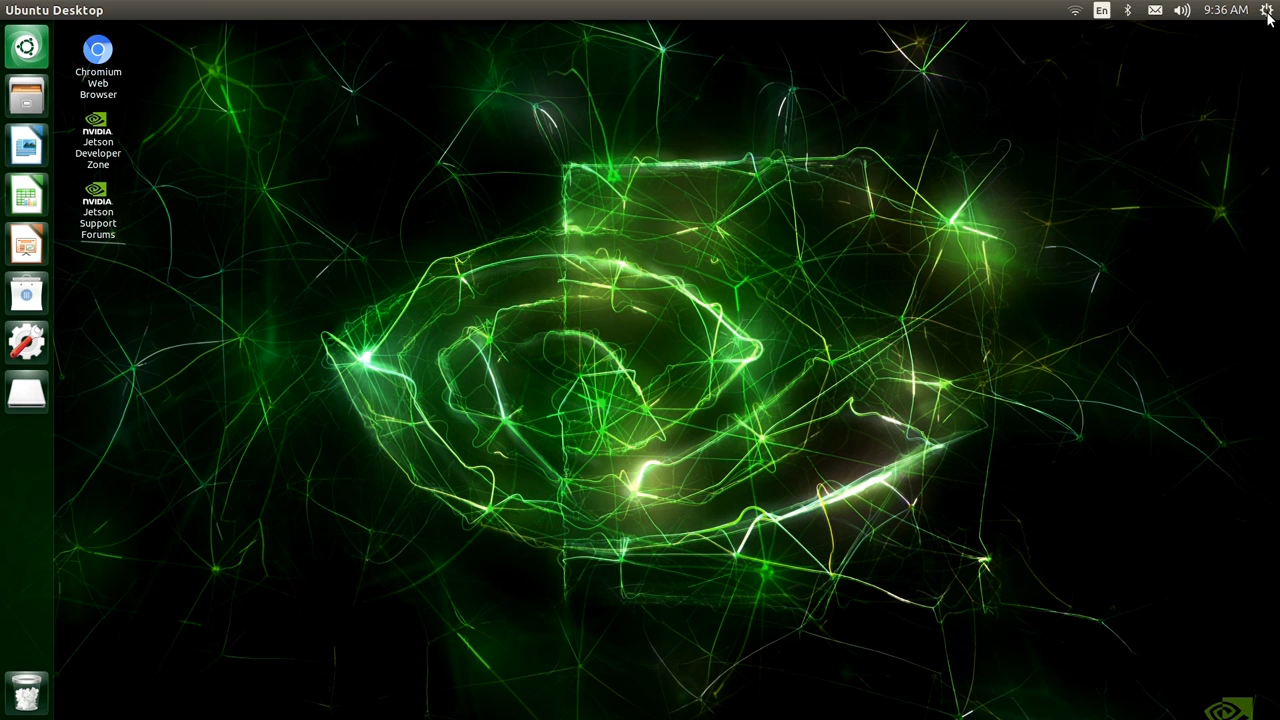 Ubuntu Desktop
En
9:36 AM
Chromium
Web
Browser
NVIDIA.
Jetson
Developer
Zone
NVIDIA.
Jetson
Support
Forums